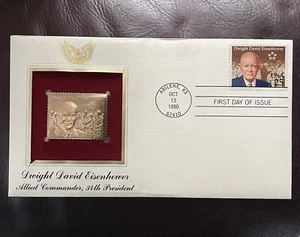 Dwight David Eisenhower
USA
25
ABILENE, KS
OCT
13
1990
67410
FIRST DAY OF ISSUE
Dwight David Eisenhower
Allied Commander, 34th President